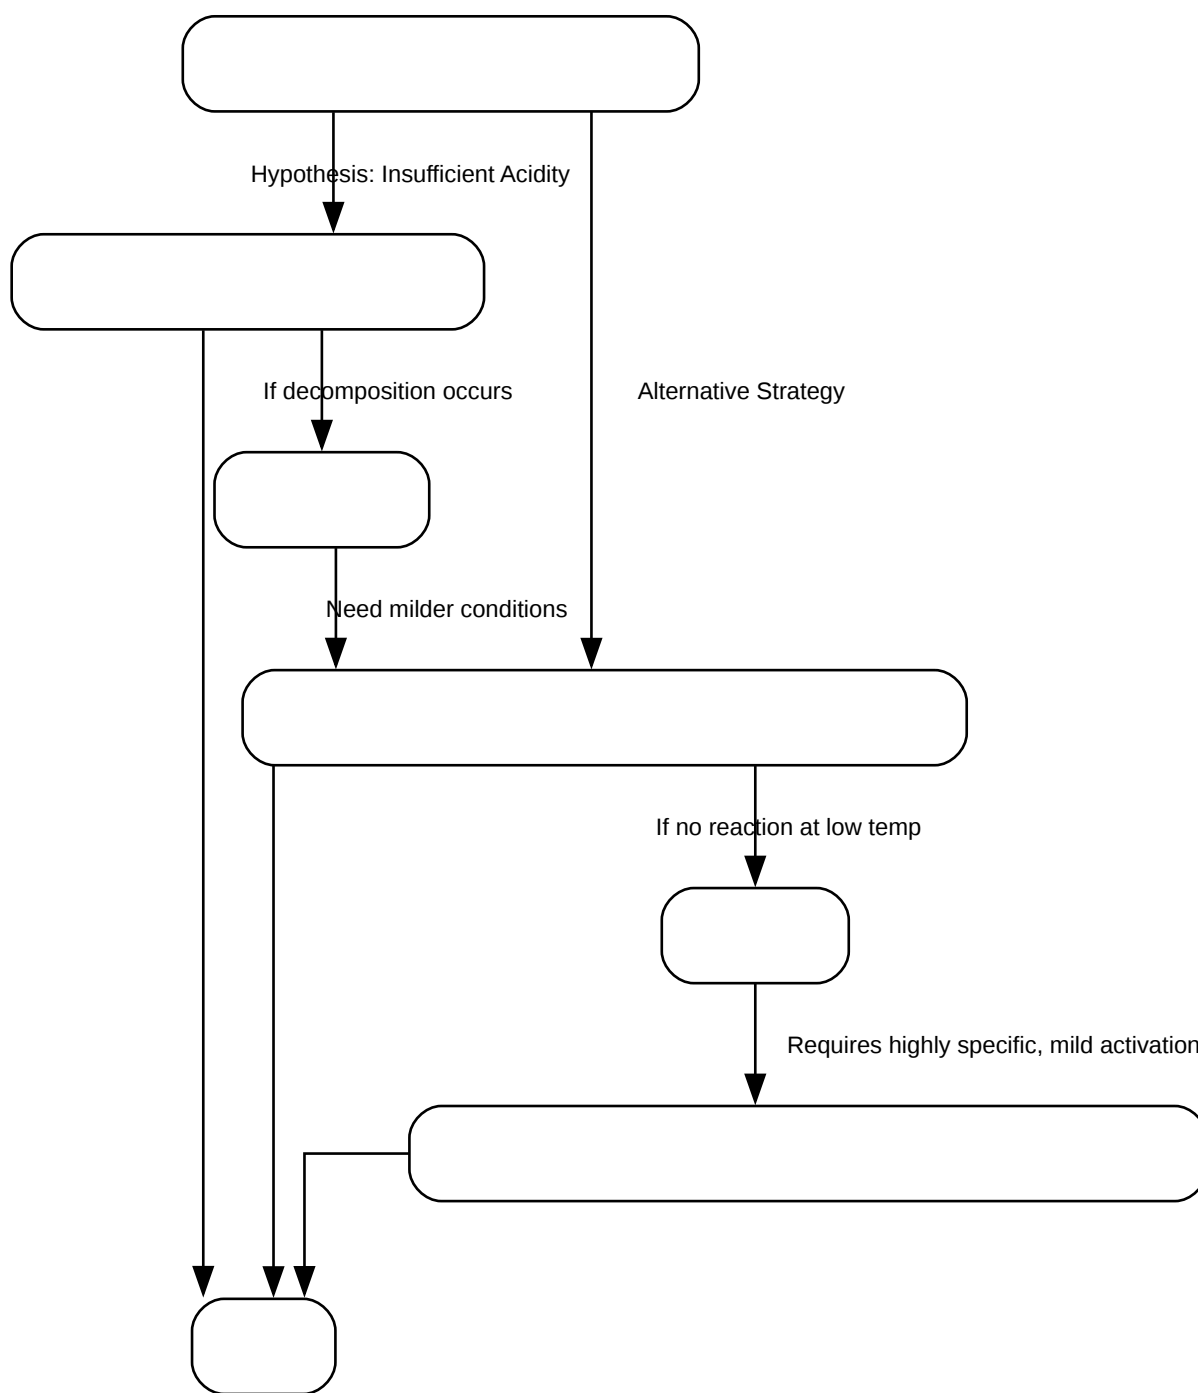 Hypothesis: Insufficient Acidity
If decomposition occurs
Alternative Strategy
Need milder conditions
If no reaction at low temp
Requires highly specific, mild activation